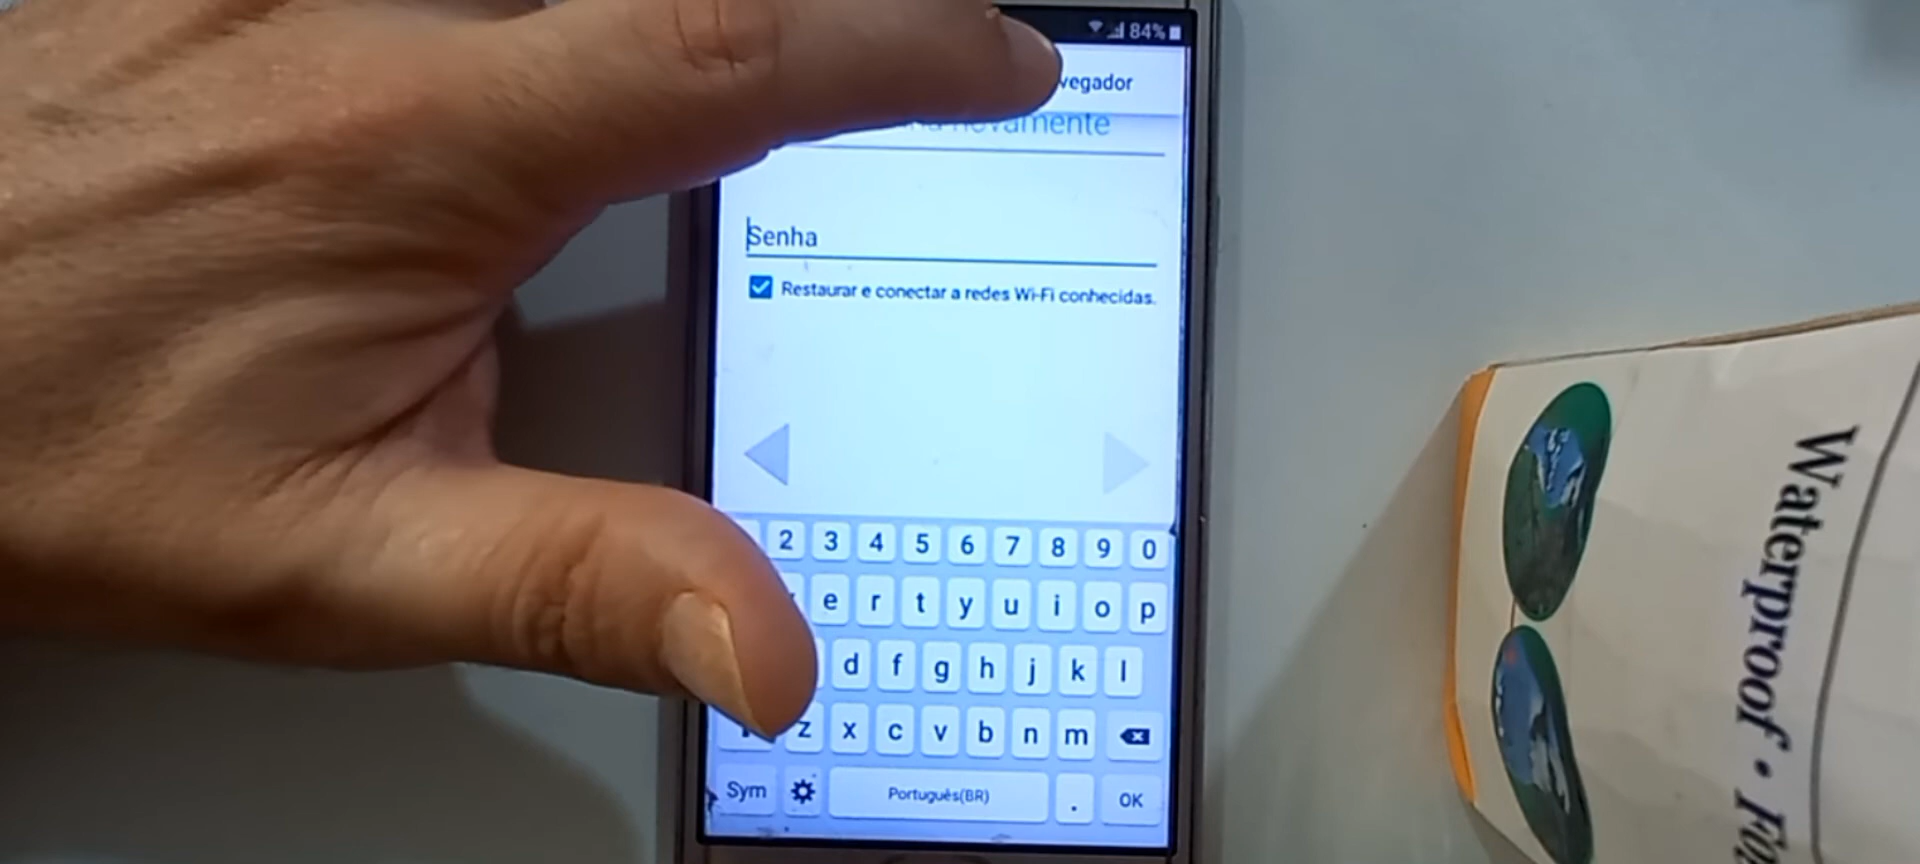 84%
novamente
Senha
Restaurar e conectar a redes Wi-Fi conhecidas.
2 3 4 5 6 7 8 9 0
e r t y u i o p
d f g h j k l
z x c v b n m
Sym Português(BR) . OK
Waterproof •